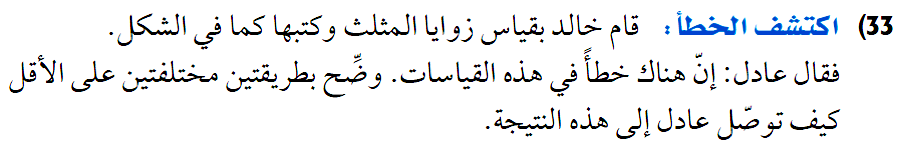 33) اكتشف الخطأ: قام خالد بقياس زوايا المثلث وكتبها كما في الشكل.
فقال عادل: إنّ هناك خطأً في هذه القياسات. وضِّح بطريقتين مختلفتين على الأقل
كيف توصّل عادل إلى هذه النتيجة.